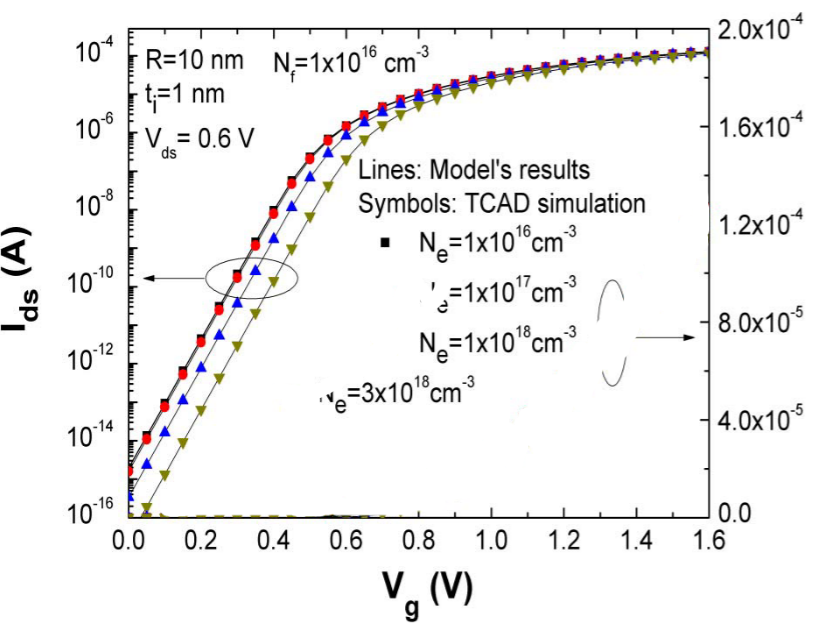 R=10 nm N_f=1x10^16 cm^-3
t_i=1 nm
V_ds= 0.6 V
Lines: Model's results
Symbols: TCAD simulation
N_e=1x10^16cm^-3
_e=1x10^17cm^-3
N_e=1x10^18cm^-3
N_e=3x10^18cm^-3
10^-4
10^-6
10^-8
10^-10
10^-12
10^-14
10^-16
I_ds (A)
2.0x10^-4
1.6x10^-4
1.2x10^-4
8.0x10^-5
4.0x10^-5
0.0
0.0 0.2 0.4 0.6 0.8 1.0 1.2 1.4 1.6
V_g (V)